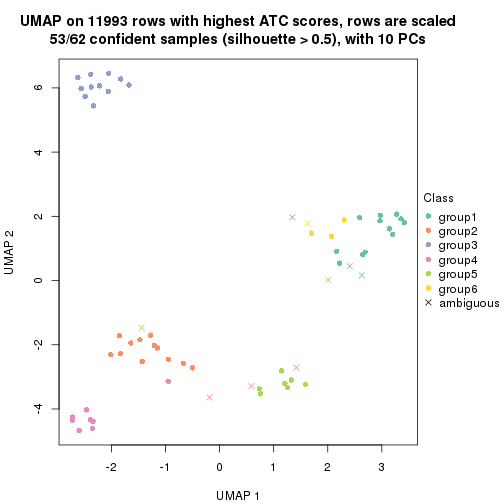 UMAP on 11993 rows with highest ATC scores, rows are scaled
53/62 confident samples (silhouette > 0.5), with 10 PCs
6
4
2
0
-2
-4
UMAP 2
-2
-1
0
1
2
3
UMAP 1
Class
group1
group2
group3
group4
group5
group6
ambiguous